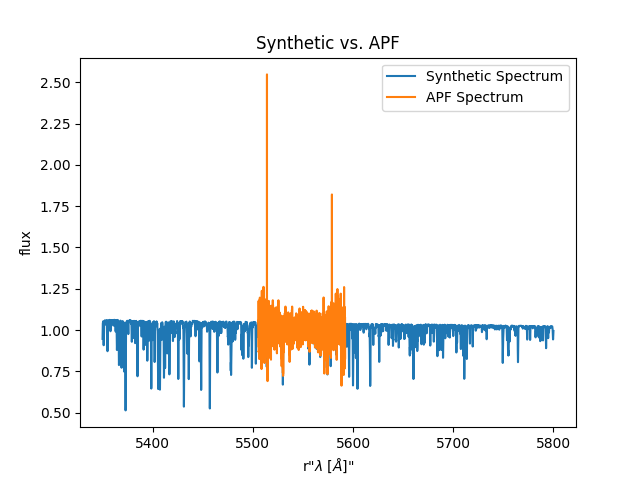 Synthetic vs. APF
Synthetic Spectrum
APF Spectrum
2.50
2.25
2.00
1.75
1.50
1.25
1.00
0.75
0.50
flux
5400
5500
5600
5700
5800
r"λ [Å]"